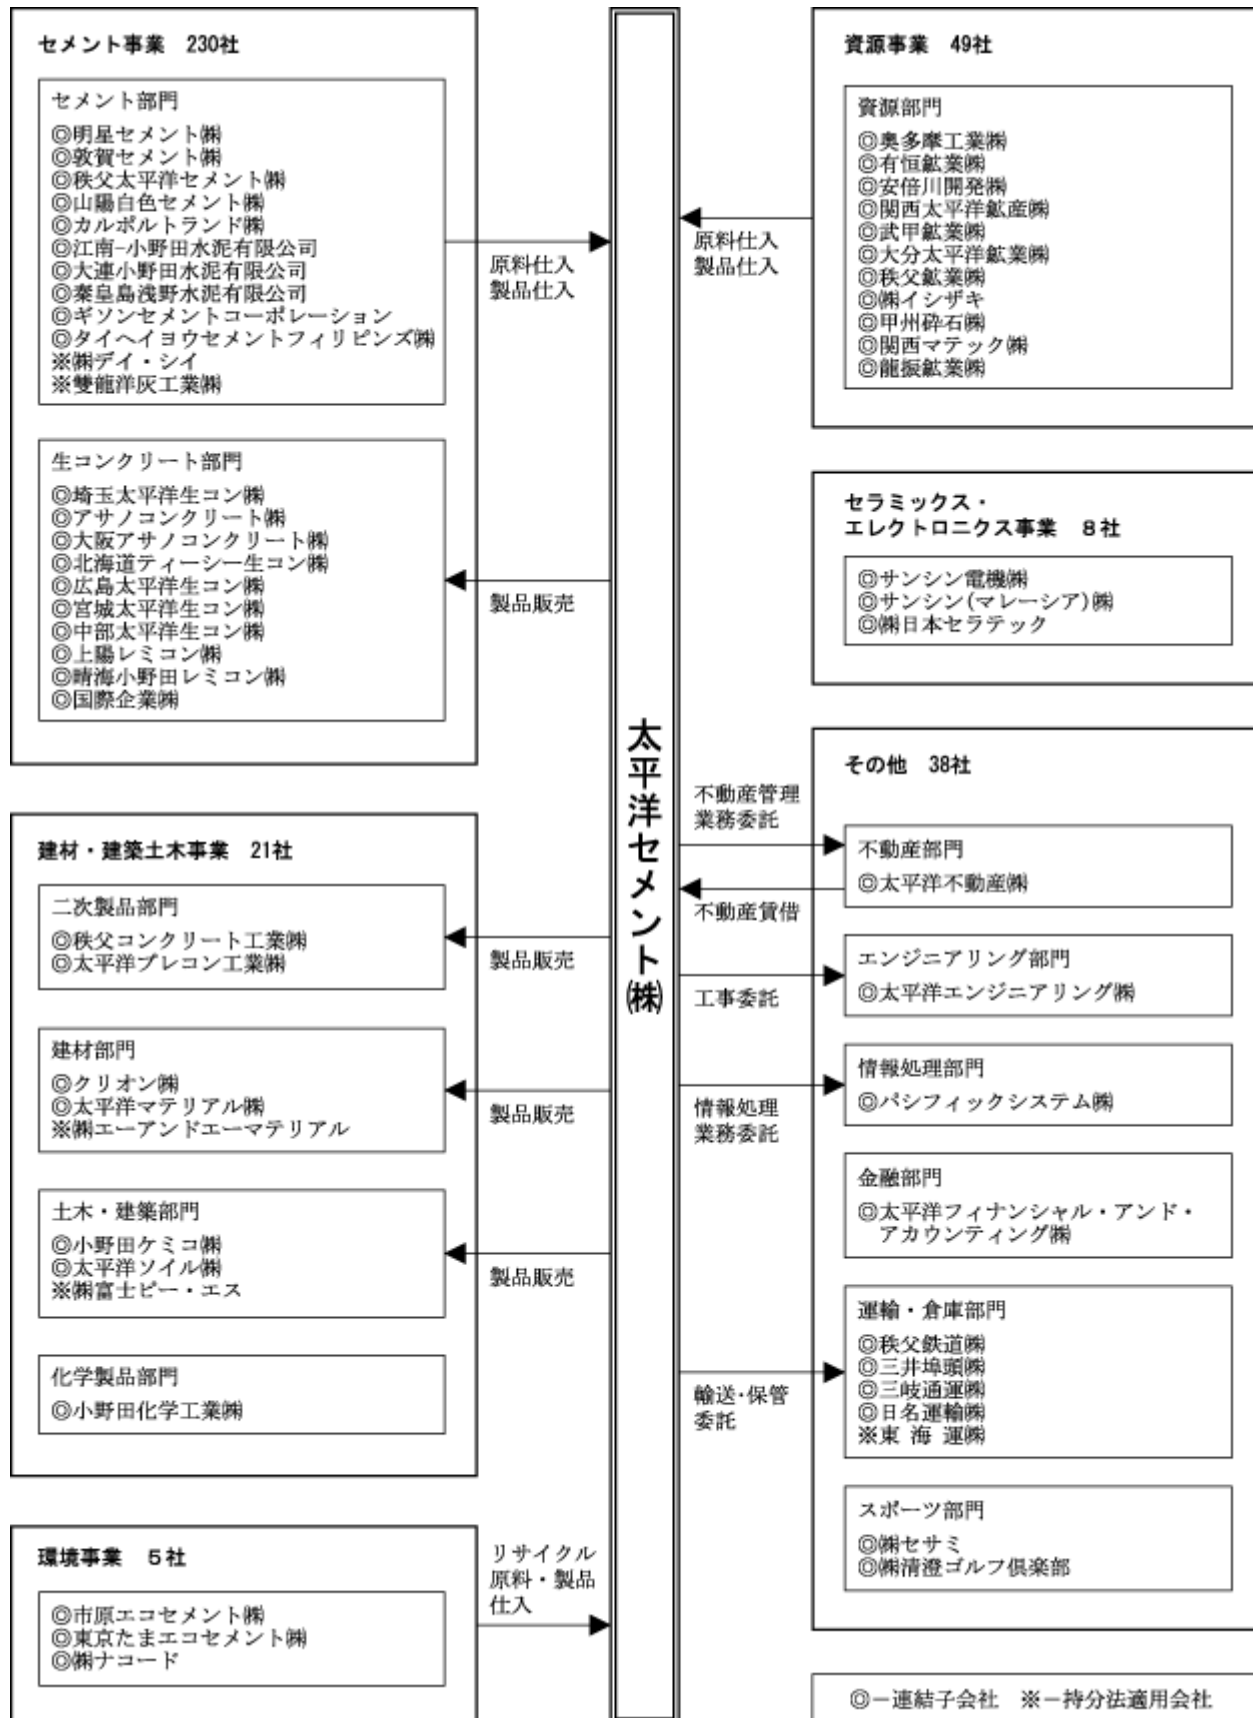 セメント事業　230社
セメント部門
◎明星セメント㈱
◎敦賀セメント㈱
◎秩父太平洋セメント㈱
◎山陽白色セメント㈱
◎カルポルトランド㈱
◎江南-小野田水泥有限公司
◎大連小野田水泥有限公司
◎秦皇島浅野水泥有限公司
◎ギソンセメントコーポレーション
◎タイヘイヨウセメントフィリピンズ㈱
※㈱デイ・シイ
※雙龍洋灰工業㈱
原料仕入
製品仕入
生コンクリート部門
◎埼玉太平洋生コン㈱
◎アサノコンクリート㈱
◎大阪アサノコンクリート㈱
◎北海道ティーシー生コン㈱
◎広島太平洋生コン㈱
◎宮城太平洋生コン㈱
◎中部太平洋生コン㈱
◎上陽レミコン㈱
◎晴海小野田レミコン㈱
◎国際企業㈱
製品販売
建材・建築土木事業　21社
二次製品部門
◎秩父コンクリート工業㈱
◎太平洋プレコン工業㈱
製品販売
建材部門
◎クリオン㈱
◎太平洋マテリアル㈱
※㈱エーアンドエーマテリアル
製品販売
土木・建築部門
◎小野田ケミコ㈱
◎太平洋ソイル㈱
※㈱富士ピー・エス
製品販売
化学製品部門
◎小野田化学工業㈱
環境事業　5社
◎市原エコセメント㈱
◎東京たまエコセメント㈱
◎㈱ナコード
リサイクル
原料・製品
仕入
太平洋セメント㈱
資源事業　49社
資源部門
◎奥多摩工業㈱
◎有恒鉱業㈱
◎安倍川開発㈱
◎関西太平洋鉱産㈱
◎武甲鉱業㈱
◎大分太平洋鉱業㈱
◎秩父鉱業㈱
◎㈱イシザキ
◎甲州砕石㈱
◎関西マテック㈱
◎龍振鉱業㈱
原料仕入
製品仕入
セラミックス・
エレクトロニクス事業　8社
◎サンシン電機㈱
◎サンシン(マレーシア)㈱
◎㈱日本セラテック
その他　38社
不動産管理
業務委託
不動産部門
◎太平洋不動産㈱
不動産賃借
エンジニアリング部門
◎太平洋エンジニアリング㈱
工事委託
情報処理部門
◎パシフィックシステム㈱
情報処理
業務委託
金融部門
◎太平洋フィナンシャル・アンド・
アカウンティング㈱
運輸・倉庫部門
◎秩父鉄道㈱
◎三井埠頭㈱
◎三岐通運㈱
◎日名運輸㈱
※東 海 運㈱
輸送･保管
委託
スポーツ部門
◎㈱セサミ
◎㈱清澄ゴルフ倶楽部
◎－連結子会社　※－持分法適用会社